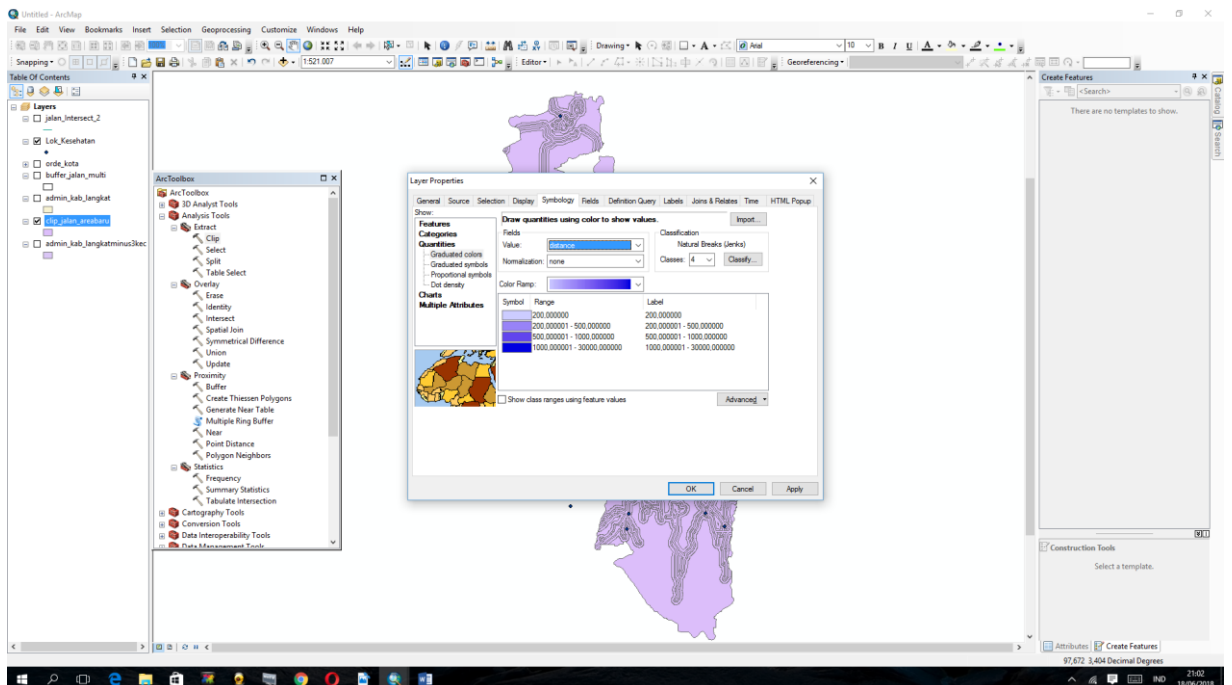 Untitled - ArcMap
File Edit View Bookmarks Insert Selection Geoprocessing Customize Windows Help
Drawing Arial 10 B I U A
Snapping 1:521.007 Editor Georeferencing
Table Of Contents
Layers
jalan_Intersect_2
Lok_Kesehatan
orde_kota
buffer_jalan_multi
admin_kab_langkat
clip_jalan_areabaru
admin_kab_langkatminus3kec
ArcToolbox
ArcToolbox
3D Analyst Tools
Analysis Tools
Extract
Clip
Select
Split
Table Select
Overlay
Erase
Identity
Intersect
Spatial Join
Symmetrical Difference
Union
Update
Proximity
Buffer
Create Thiessen Polygons
Generate Near Table
Multiple Ring Buffer
Near
Point Distance
Polygon Neighbors
Statistics
Frequency
Summary Statistics
Tabulate Intersection
Cartography Tools
Conversion Tools
Data Interoperability Tools
Data Management Tools
Layer Properties
General Source Selection Display Symbology Fields Definition Query Labels Joins & Relates Time HTML Popup
Show:
Features
Categories
Quantities
Graduated colors
Graduated symbols
Proportional symbols
Dot density
Charts
Multiple Attributes
Draw quantities using color to show values.
Import...
Fields
Value: distance
Normalization: none
Classification
Natural Breaks (Jenks)
Classes: 4 Classify...
Color Ramp:
Symbol Range Label
200,000000 200,000000
200,000001 - 500,000000 200,000001 - 500,000000
500,000001 - 1000,000000 500,000001 - 1000,000000
1000,000001 - 30000,000000 1000,000001 - 30000,000000
Show class ranges using feature values
Advanced
OK Cancel Apply
Create Features
<Search>
There are no templates to show.
Construction Tools
Select a template.
Attributes Create Features
Catalog
Search
97,672 3,404 Decimal Degrees
IND
21:02
18/06/2018